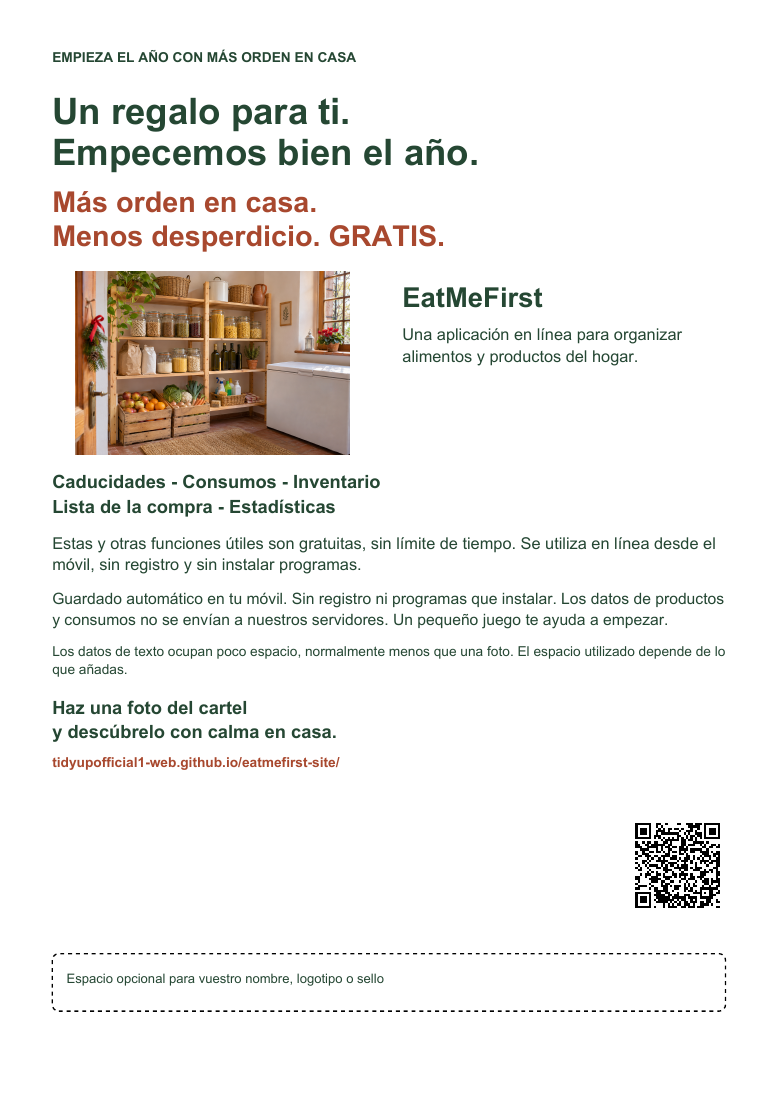 EMPIEZA EL AÑO CON MÁS ORDEN EN CASA
Un regalo para ti.
Empecemos bien el año.
Más orden en casa.
Menos desperdicio. GRATIS.
EatMeFirst
Una aplicación en línea para organizar
alimentos y productos del hogar.
Caducidades - Consumos - Inventario
Lista de la compra - Estadísticas
Estas y otras funciones útiles son gratuitas, sin límite de tiempo. Se utiliza en línea desde el
móvil, sin registro y sin instalar programas.
Guardado automático en tu móvil. Sin registro ni programas que instalar. Los datos de productos
y consumos no se envían a nuestros servidores. Un pequeño juego te ayuda a empezar.
Los datos de texto ocupan poco espacio, normalmente menos que una foto. El espacio utilizado depende de lo
que añadas.
Haz una foto del cartel
y descúbrelo con calma en casa.
tidyupofficial1-web.github.io/eatmefirst-site/
Espacio opcional para vuestro nombre, logotipo o sello